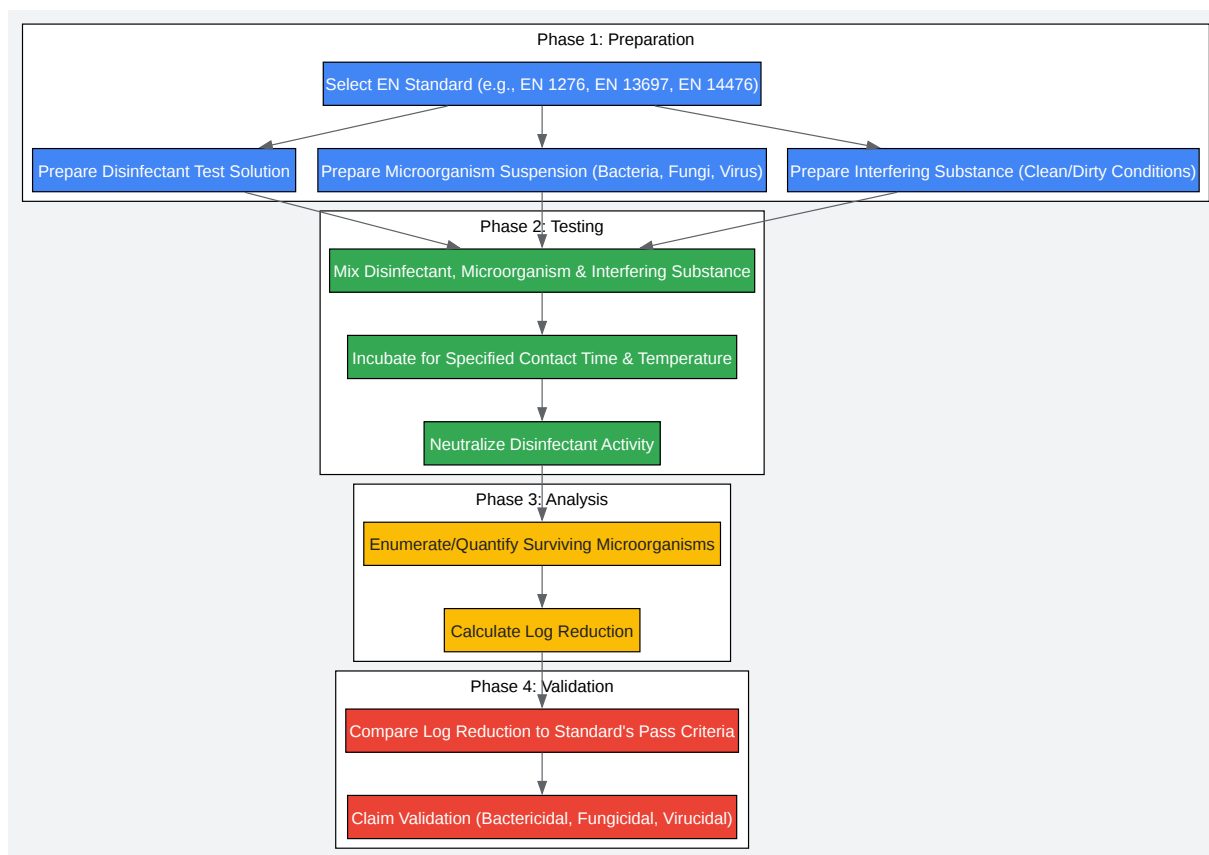 Phase 1: Preparation
Select EN Standard (e.g., EN 1276, EN 13697, EN 14476)
Prepare Disinfectant Test Solution
Prepare Microorganism Suspension (Bacteria, Fungi, Virus)
Prepare Interfering Substance (Clean/Dirty Conditions)
Phase 2: Testing
Mix Disinfectant, Microorganism & Interfering Substance
Incubate for Specified Contact Time & Temperature
Neutralize Disinfectant Activity
Phase 3: Analysis
Enumerate/Quantify Surviving Microorganisms
Calculate Log Reduction
Phase 4: Validation
Compare Log Reduction to Standard's Pass Criteria
Claim Validation (Bactericidal, Fungicidal, Virucidal)